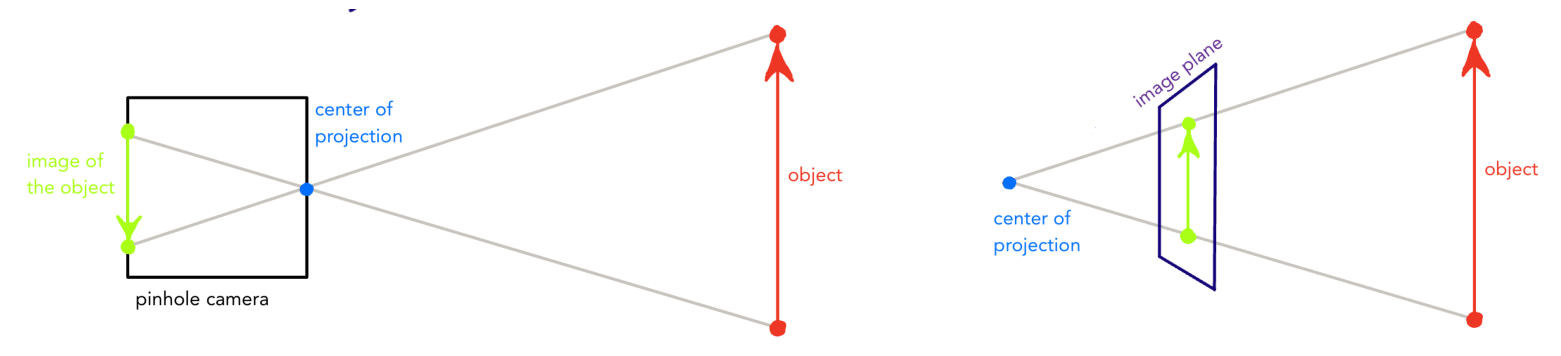 center of
projection
image of
the object
object
pinhole camera
image plane
object
center of
projection